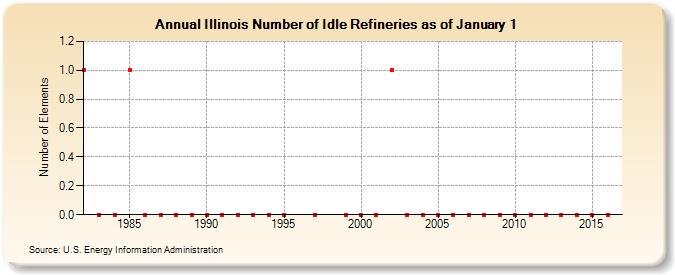 Annual Illinois Number of Idle Refineries as of January 1
Number of Elements
1.2
1.0
0.8
0.6
0.4
0.2
0.0
1985 1990 1995 2000 2005 2010 2015
Source: U.S. Energy Information Administration